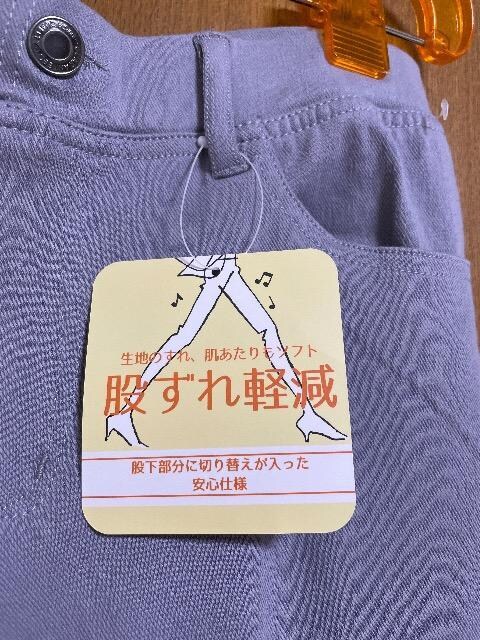 生地のすれ、肌あたりもソフト
股ずれ軽減
股下部分に切り替えが入った
安心仕様